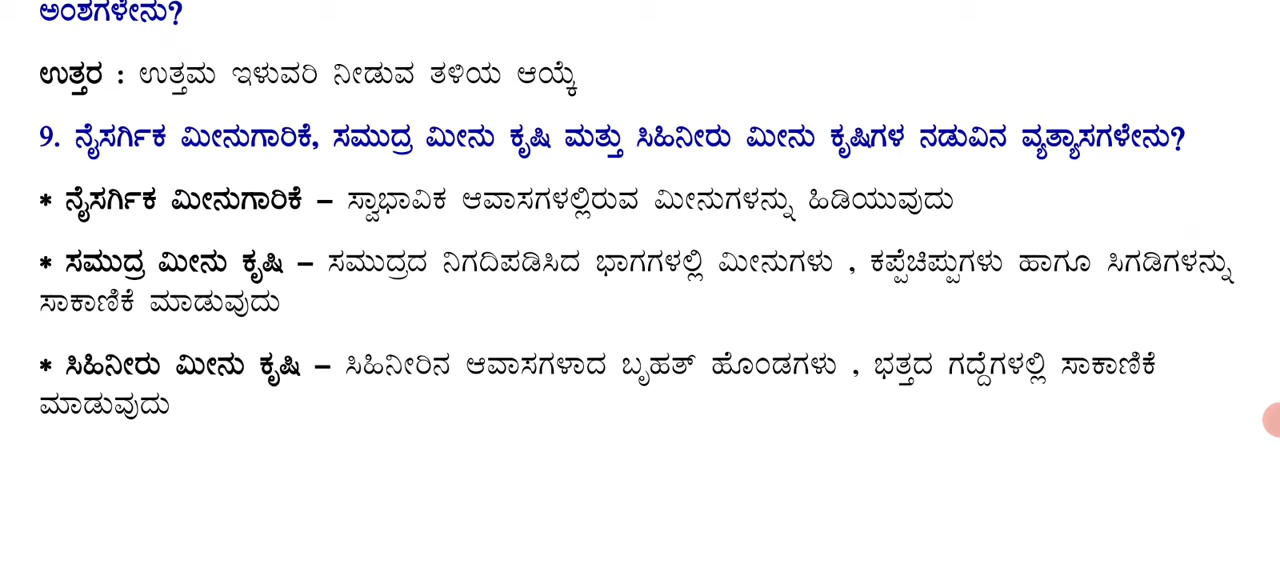 ಅಂಶಗಳೇನು?
ಉತ್ತರ : ಉತ್ತಮ ಇಳುವರಿ ನೀಡುವ ತಳಿಯ ಆಯ್ಕೆ
9. ನೈಸರ್ಗಿಕ ಮೀನುಗಾರಿಕೆ, ಸಮುದ್ರ ಮೀನು ಕೃಷಿ ಮತ್ತು ಸಿಹಿನೀರು ಮೀನು ಕೃಷಿಗಳ ನಡುವಿನ ವ್ಯತ್ಯಾಸಗಳೇನು?
* ನೈಸರ್ಗಿಕ ಮೀನುಗಾರಿಕೆ – ಸ್ವಾಭಾವಿಕ ಆವಾಸಗಳಲ್ಲಿರುವ ಮೀನುಗಳನ್ನು ಹಿಡಿಯುವುದು
* ಸಮುದ್ರ ಮೀನು ಕೃಷಿ – ಸಮುದ್ರದ ನಿಗದಿಪಡಿಸಿದ ಭಾಗಗಳಲ್ಲಿ ಮೀನುಗಳು , ಕಪ್ಪೆಚಿಪ್ಪುಗಳು ಹಾಗೂ ಸಿಗಡಿಗಳನ್ನು
ಸಾಕಾಣಿಕೆ ಮಾಡುವುದು
* ಸಿಹಿನೀರು ಮೀನು ಕೃಷಿ – ಸಿಹಿನೀರಿನ ಆವಾಸಗಳಾದ ಬೃಹತ್ ಹೊಂಡಗಳು , ಭತ್ತದ ಗದ್ದೆಗಳಲ್ಲಿ ಸಾಕಾಣಿಕೆ
ಮಾಡುವುದು